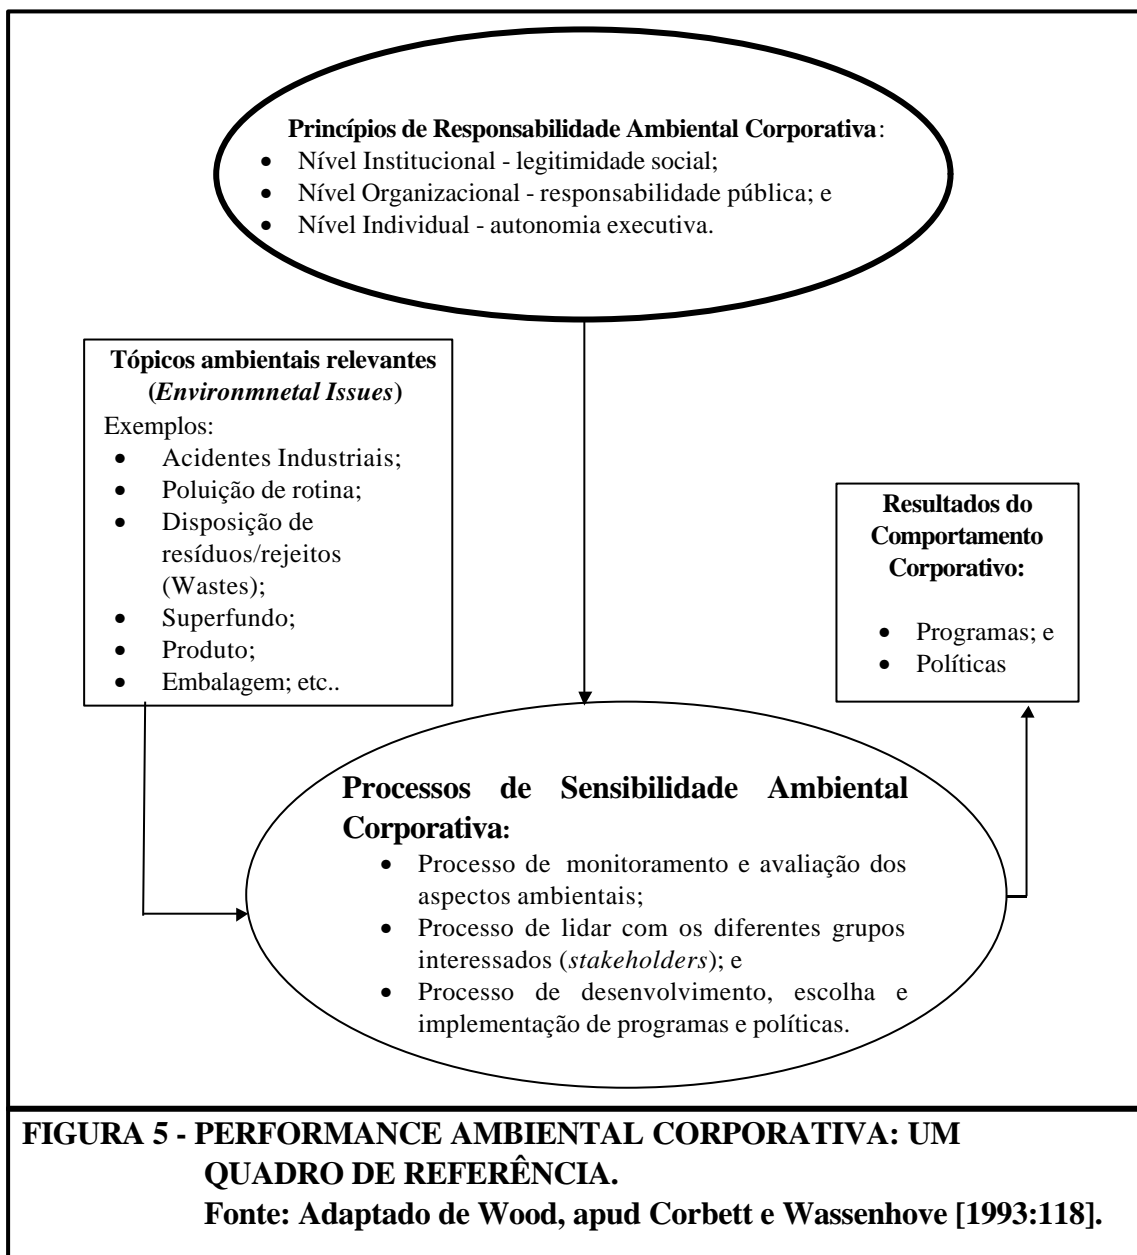 Princípios de Responsabilidade Ambiental Corporativa:
• Nível Institucional - legitimidade social;
• Nível Organizacional - responsabilidade pública; e
• Nível Individual - autonomia executiva.
Tópicos ambientais relevantes
(Environmnetal Issues)
Exemplos:
• Acidentes Industriais;
• Poluição de rotina;
• Disposição de
resíduos/rejeitos
(Wastes);
• Superfundo;
• Produto;
• Embalagem; etc..
Resultados do
Comportamento
Corporativo:
• Programas; e
• Políticas
Processos de Sensibilidade Ambiental
Corporativa:
• Processo de monitoramento e avaliação dos
aspectos ambientais;
• Processo de lidar com os diferentes grupos
interessados (stakeholders); e
• Processo de desenvolvimento, escolha e
implementação de programas e políticas.
FIGURA 5 - PERFORMANCE AMBIENTAL CORPORATIVA: UM
QUADRO DE REFERÊNCIA.
Fonte: Adaptado de Wood, apud Corbett e Wassenhove [1993:118].